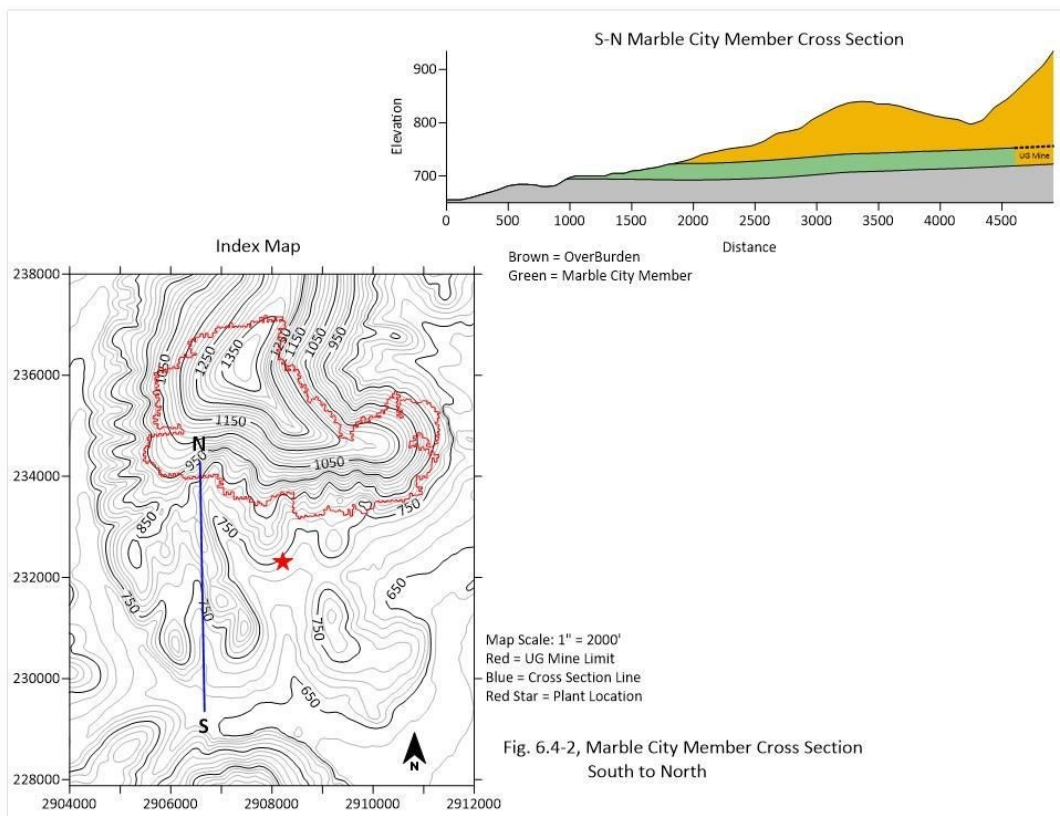 S-N Marble City Member Cross Section
Elevation
900
800
700
UG Mine
0 500 1000 1500 2000 2500 3000 3500 4000 4500
Distance
Brown = OverBurden
Green = Marble City Member
Index Map
238000
236000
234000
232000
230000
228000
2904000 2906000 2908000 2910000 2912000
1050
1250
1350
1250
1150
1050
950
0
1150
N
950
1050
850
750
750
750
750
750
650
650
S
N
Map Scale: 1" = 2000'
Red = UG Mine Limit
Blue = Cross Section Line
Red Star = Plant Location
Fig. 6.4-2, Marble City Member Cross Section
South to North